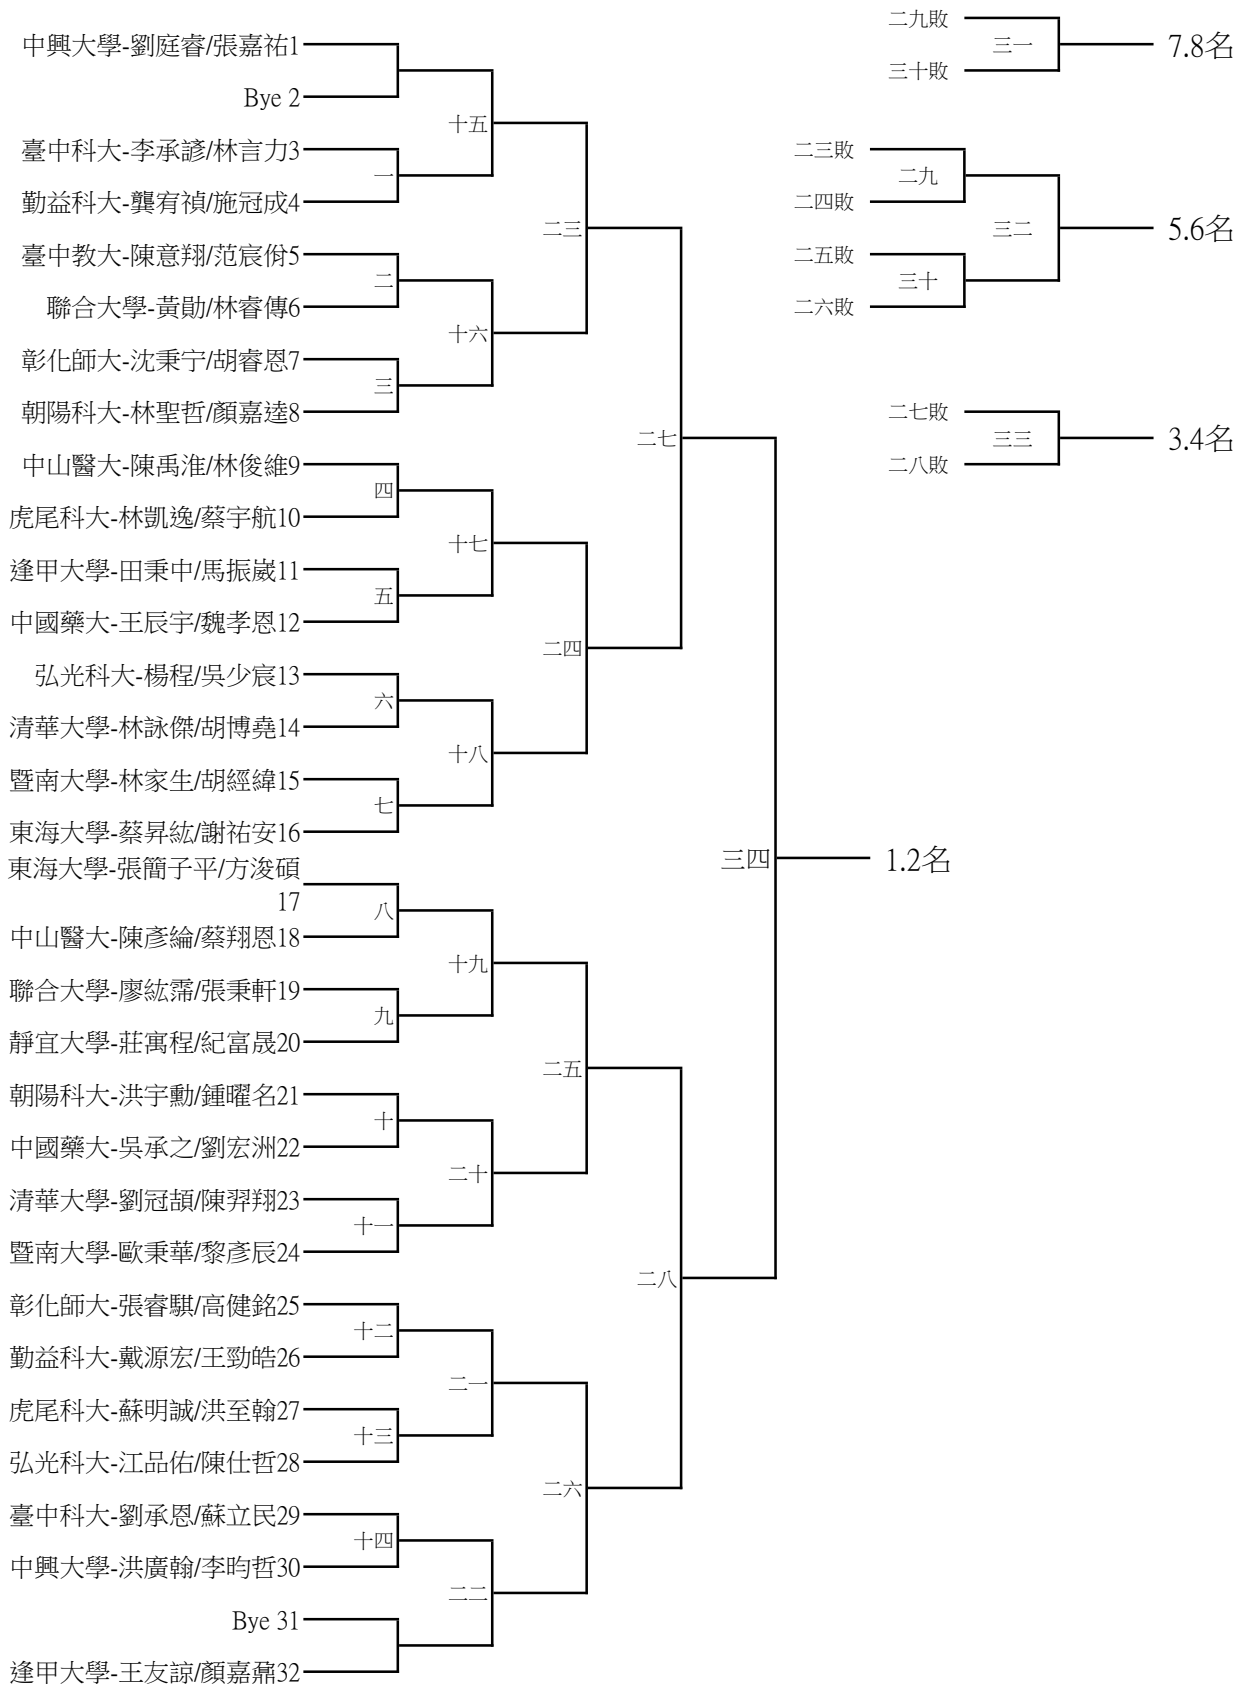 中興大學-劉庭睿/張嘉祐1
Bye 2
臺中科大-李承諺/林言力3
勤益科大-龔宥禎/施冠成4
臺中教大-陳意翔/范宸佾5
聯合大學-黃勛/林睿傳6
彰化師大-沈秉宁/胡睿恩7
朝陽科大-林聖哲/顏嘉逵8
中山醫大-陳禹淮/林俊維9
虎尾科大-林凱逸/蔡宇航10
逢甲大學-田秉中/馬振崴11
中國藥大-王辰宇/魏孝恩12
弘光科大-楊程/吳少宸13
清華大學-林詠傑/胡博堯14
暨南大學-林家生/胡經緯15
東海大學-蔡昇紘/謝祐安16
東海大學-張簡子平/方浚碩
17
中山醫大-陳彥綸/蔡翔恩18
聯合大學-廖紘霈/張秉軒19
靜宜大學-莊寓程/紀富晟20
朝陽科大-洪宇勳/鍾曜名21
中國藥大-吳承之/劉宏洲22
清華大學-劉冠頡/陳羿翔23
暨南大學-歐秉華/黎彥辰24
彰化師大-張睿騏/高健銘25
勤益科大-戴源宏/王勁皓26
虎尾科大-蘇明誠/洪至翰27
弘光科大-江品佑/陳仕哲28
臺中科大-劉承恩/蘇立民29
中興大學-洪廣翰/李昀哲30
Bye 31
逢甲大學-王友諒/顏嘉鼐32
一
二
三
四
五
六
七
八
九
十
十一
十二
十三
十四
十五
十六
十七
十八
十九
二十
二一
二二
二三
二四
二五
二六
二七
二八
三四
1.2名
二九敗
三一
7.8名
三十敗
二三敗
二九
二四敗
三二
5.6名
二五敗
三十
二六敗
二七敗
三三
3.4名
二八敗